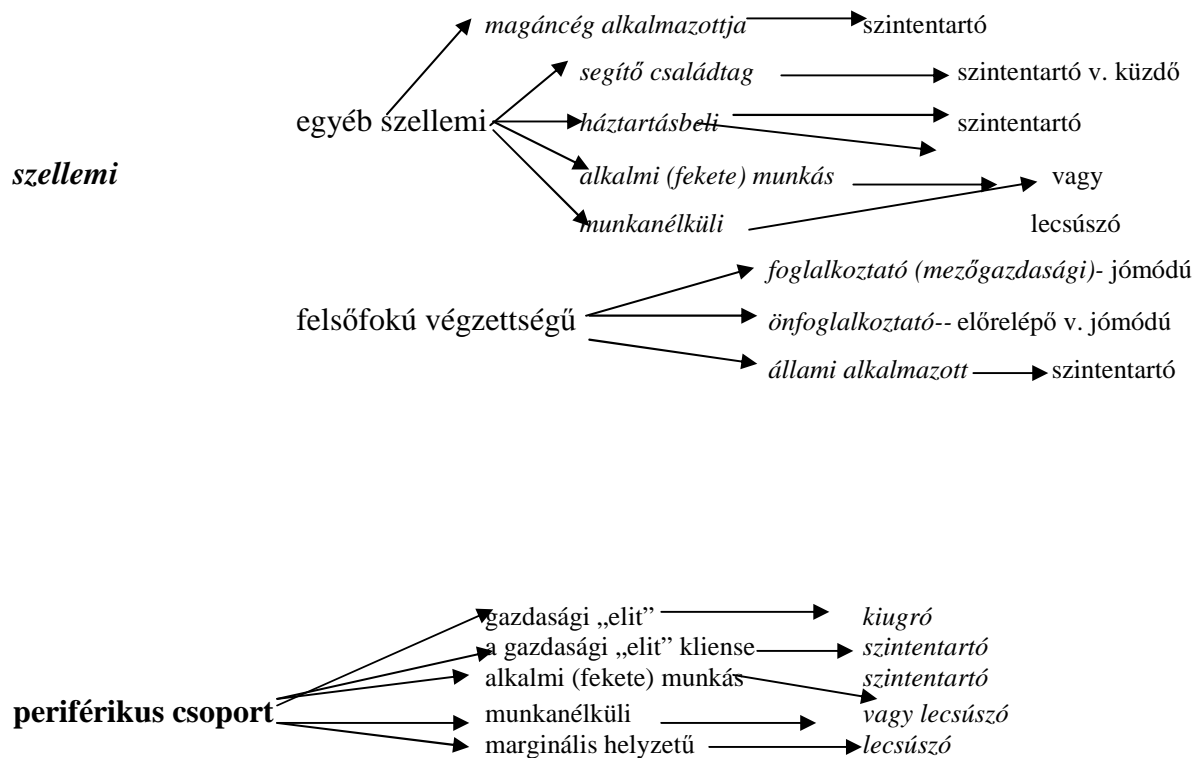 magáncég alkalmazottja szintentartó
segítő családtag szintentartó v. küzdő
egyéb szellemi háztartásbeli szintentartó
szellemi alkalmi (fekete) munkás vagy
munkanélküli lecsúszó
foglalkoztató (mezőgazdasági)- jómódú
felsőfokú végzettségű önfoglalkoztató-- előrelépő v. jómódú
állami alkalmazott szintentartó
gazdasági „elit” kiugró
a gazdasági „elit” kliense szintentartó
alkalmi (fekete) munkás szintentartó
periférikus csoport munkanélküli vagy lecsúszó
marginális helyzetű lecsúszó